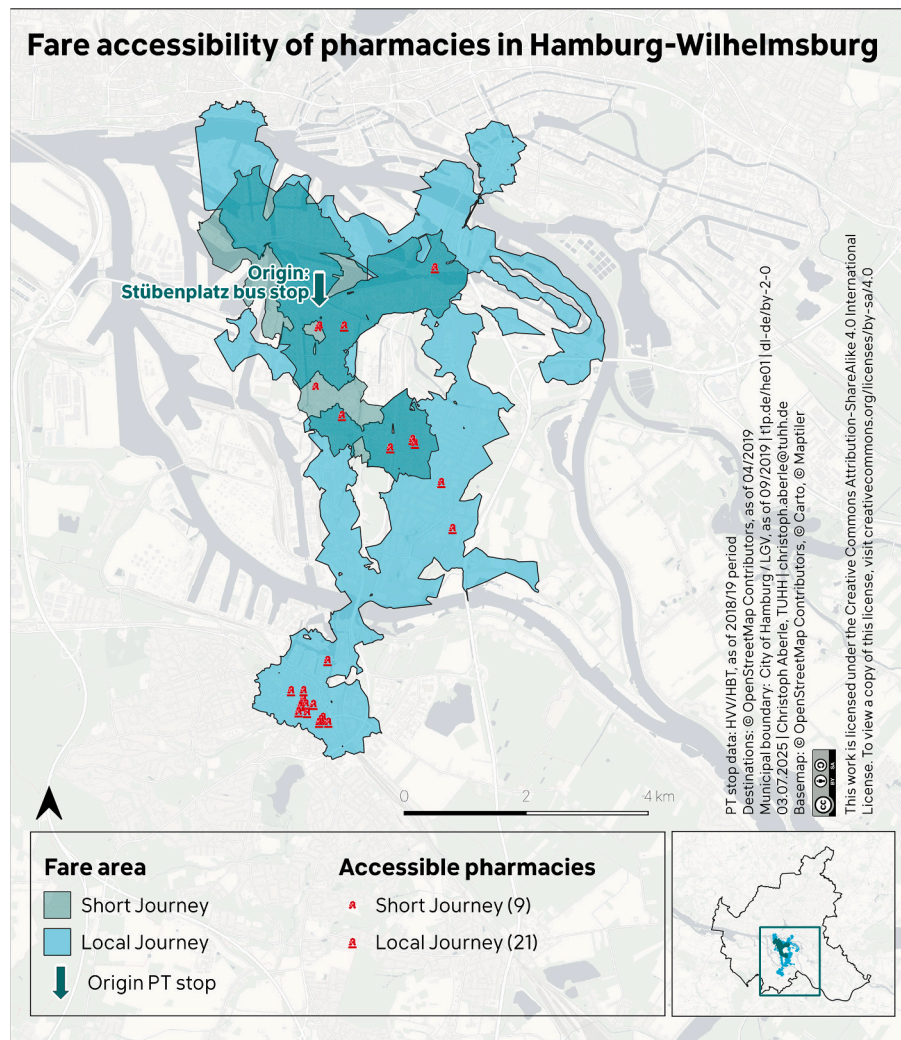 Fare accessibility of pharmacies in Hamburg-Wilhelmsburg
Origin:
Stübenplatz bus stop
PT stop data: HVV/HBT, as of 2018/19 period
Destinations: © OpenStreetMap Contributors, as of 04/2019
Municipal boundary: City of Hamburg / LGV, as of 09/2019 | t1p.de/he01 | dl-de/by-2-0
03.07.2025 | Christoph Aberle, TUHH | christoph.aberle@tuhh.de
Basemap: © OpenStreetMap Contributors, © Carto, © Maptiler
cc BY SA
This work is licensed under the Creative Commons Attribution-ShareAlike 4.0 International
License. To view a copy of this license, visit creativecommons.org/licenses/by-sa/4.0
0 2 4 km
Fare area
Short Journey
Local Journey
Origin PT stop
Accessible pharmacies
Short Journey (9)
Local Journey (21)